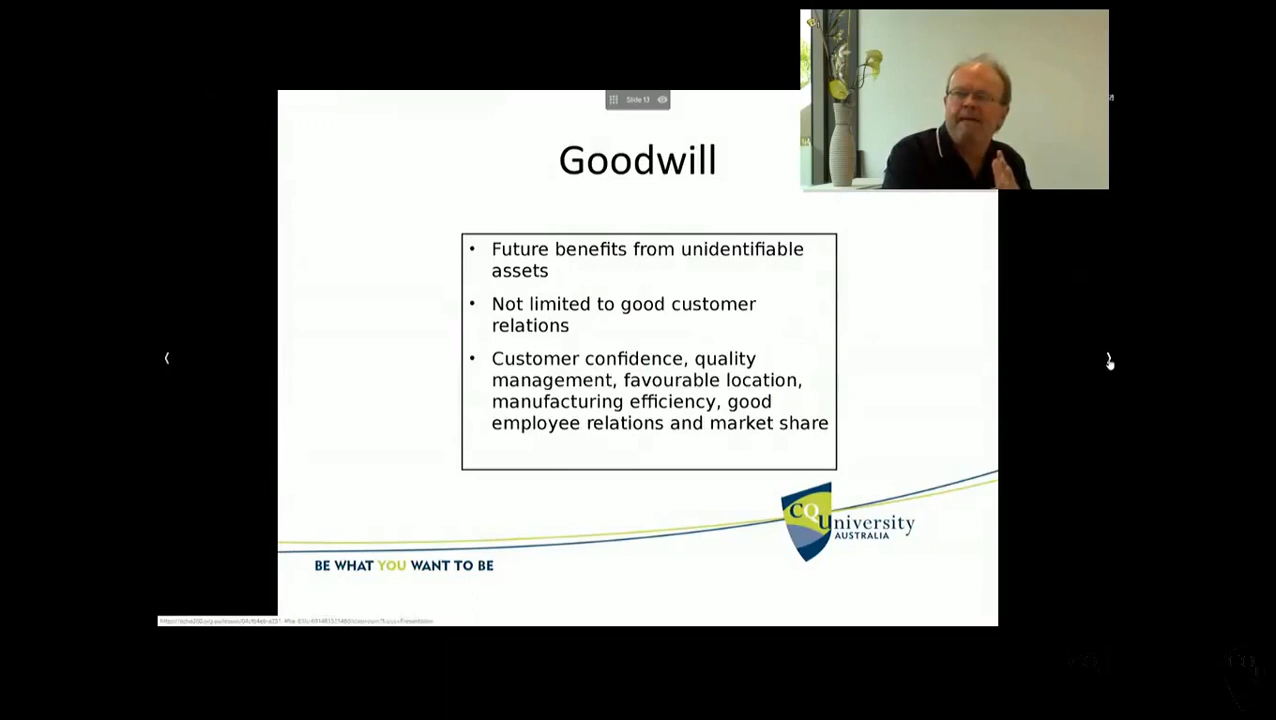 Slide 13
Goodwill
• Future benefits from unidentifiable
assets
• Not limited to good customer
relations
• Customer confidence, quality
management, favourable location,
manufacturing efficiency, good
employee relations and market share
CQUniversity
AUSTRALIA
BE WHAT YOU WANT TO BE